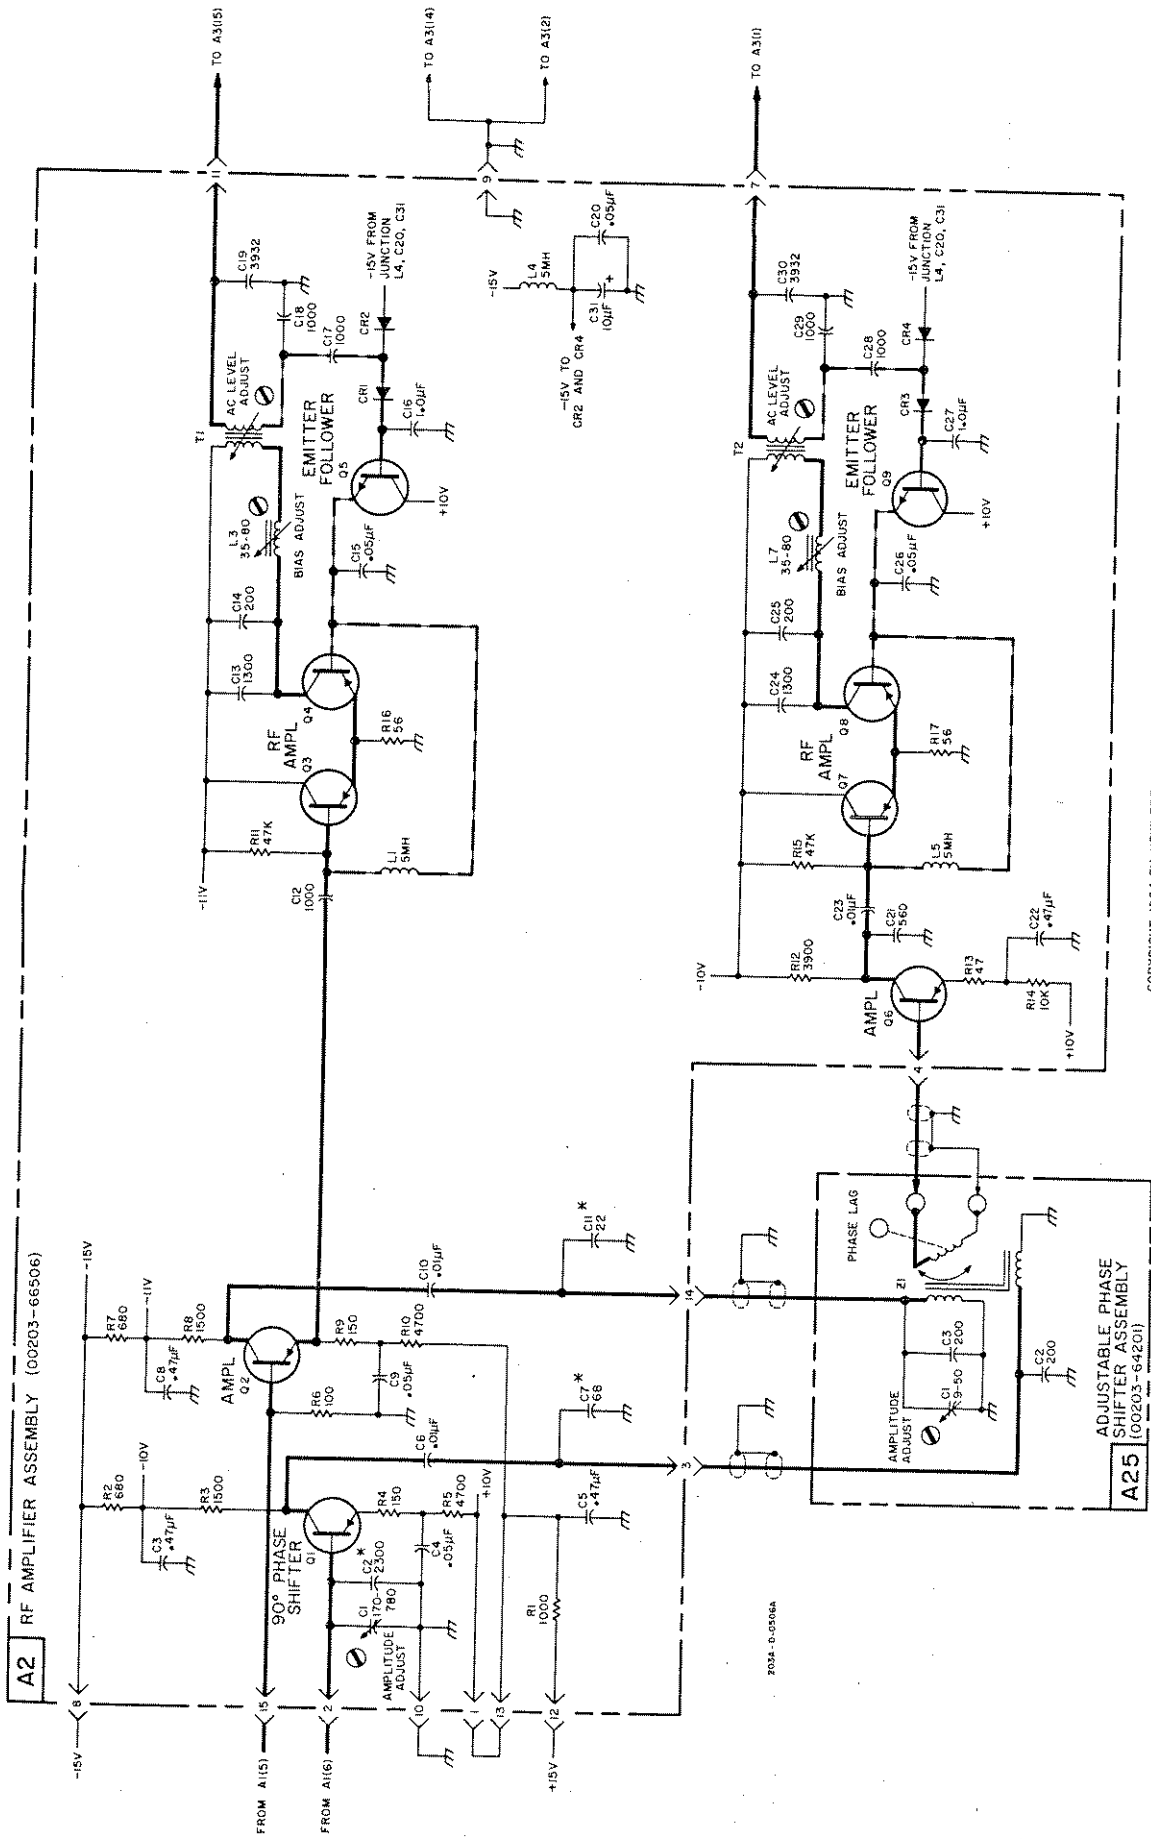 A2
RF AMPLIFIER ASSEMBLY (00203-66506)
-15V
8
-15V
R2
680
-10V
C3
.47µF
R3
1500
R7
680
-11V
C8
.47µF
R8
1500
FROM A1(5)
15
FROM A1(6)
2
90° PHASE
SHIFTER
Q1
AMPL
Q2
AMPLITUDE
ADJUST
C1
170-
780
C2*
2300
R4
150
C4
.05µF
R5
4700
+10V
R6
100
C9
.05µF
R9
150
R10
4700
C6
.01µF
C10
.01µF
10
1
13
12
+15V
R1
1000
C5
.47µF
C7*
68
C11*
22
3
14
203A-D-0506A
-11V
R11
47K
C12
1000
L1
5MH
RF
AMPL
Q3
Q4
R16
56
C13
1300
C14
200
L3
35-80
BIAS ADJUST
C15
.05µF
EMITTER
FOLLOWER
Q5
+10V
C16
1.0µF
T1
AC LEVEL
ADJUST
CR1
CR2
C17
1000
C18
1000
C19
3932
-15V FROM
JUNCTION
L4, C20, C31
11
TO A3(15)
TO A3(14)
9
TO A3(2)
-15V
L4
5MH
-15V TO
CR2 AND CR4
C31
10µF
+
C20
.05µF
-10V
R12
3900
AMPL
Q6
4
R13
47
R14
10K
+10V
C22
.47µF
C21
560
C23
.01µF
R15
47K
L5
5MH
RF
AMPL
Q7
Q8
R17
56
C24
1300
C25
200
L7
35-80
BIAS ADJUST
C26
.05µF
EMITTER
FOLLOWER
Q9
+10V
C27
1.0µF
T2
AC LEVEL
ADJUST
CR3
CR4
C28
1000
C29
1000
C30
3932
-15V FROM
JUNCTION
L4, C20, C31
7
TO A3(1)
PHASE LAG
Z1
AMPLITUDE
ADJUST
C1
9-50
C3
200
C2
200
ADJUSTABLE PHASE
SHIFTER ASSEMBLY
(00203-64201)
A25